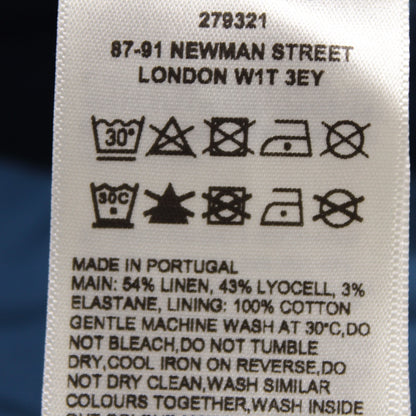 279321
87-91 NEWMAN STREET
LONDON W1T 3EY
30°
MADE IN PORTUGAL
MAIN: 54% LINEN, 43% LYOCELL, 3%
ELASTANE, LINING: 100% COTTON
GENTLE MACHINE WASH AT 30°C,DO
NOT BLEACH,DO NOT TUMBLE
DRY,COOL IRON ON REVERSE,DO
NOT DRY CLEAN,WASH SIMILAR
COLOURS TOGETHER,WASH INSIDE